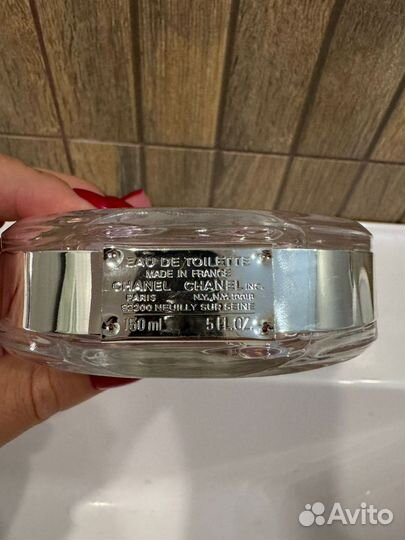 EAU DE TOILETTE
MADE IN FRANCE
CHANEL CHANEL INC.
PARIS N.Y., N.Y. 10019
92200 NEUILLY SUR SEINE
150 mL 5 FL.OZ.
Avito